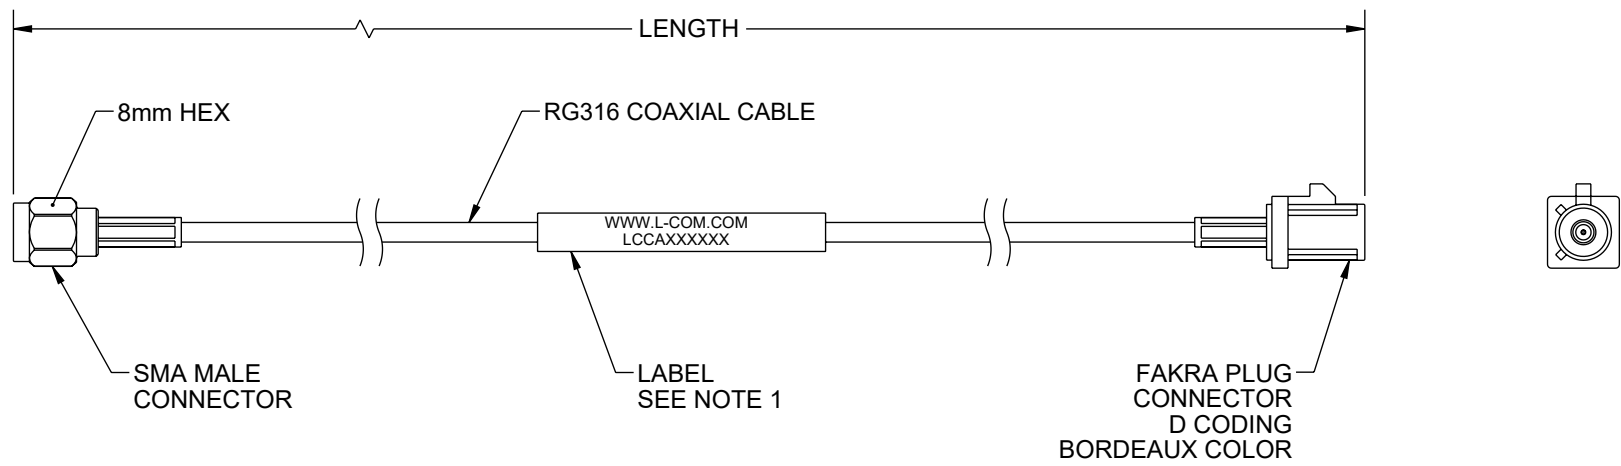 LENGTH
8mm HEX
RG316 COAXIAL CABLE
WWW.L-COM.COM
LCCAXXXXXX
SMA MALE
CONNECTOR
LABEL
SEE NOTE 1
FAKRA PLUG
CONNECTOR
D CODING
BORDEAUX COLOR